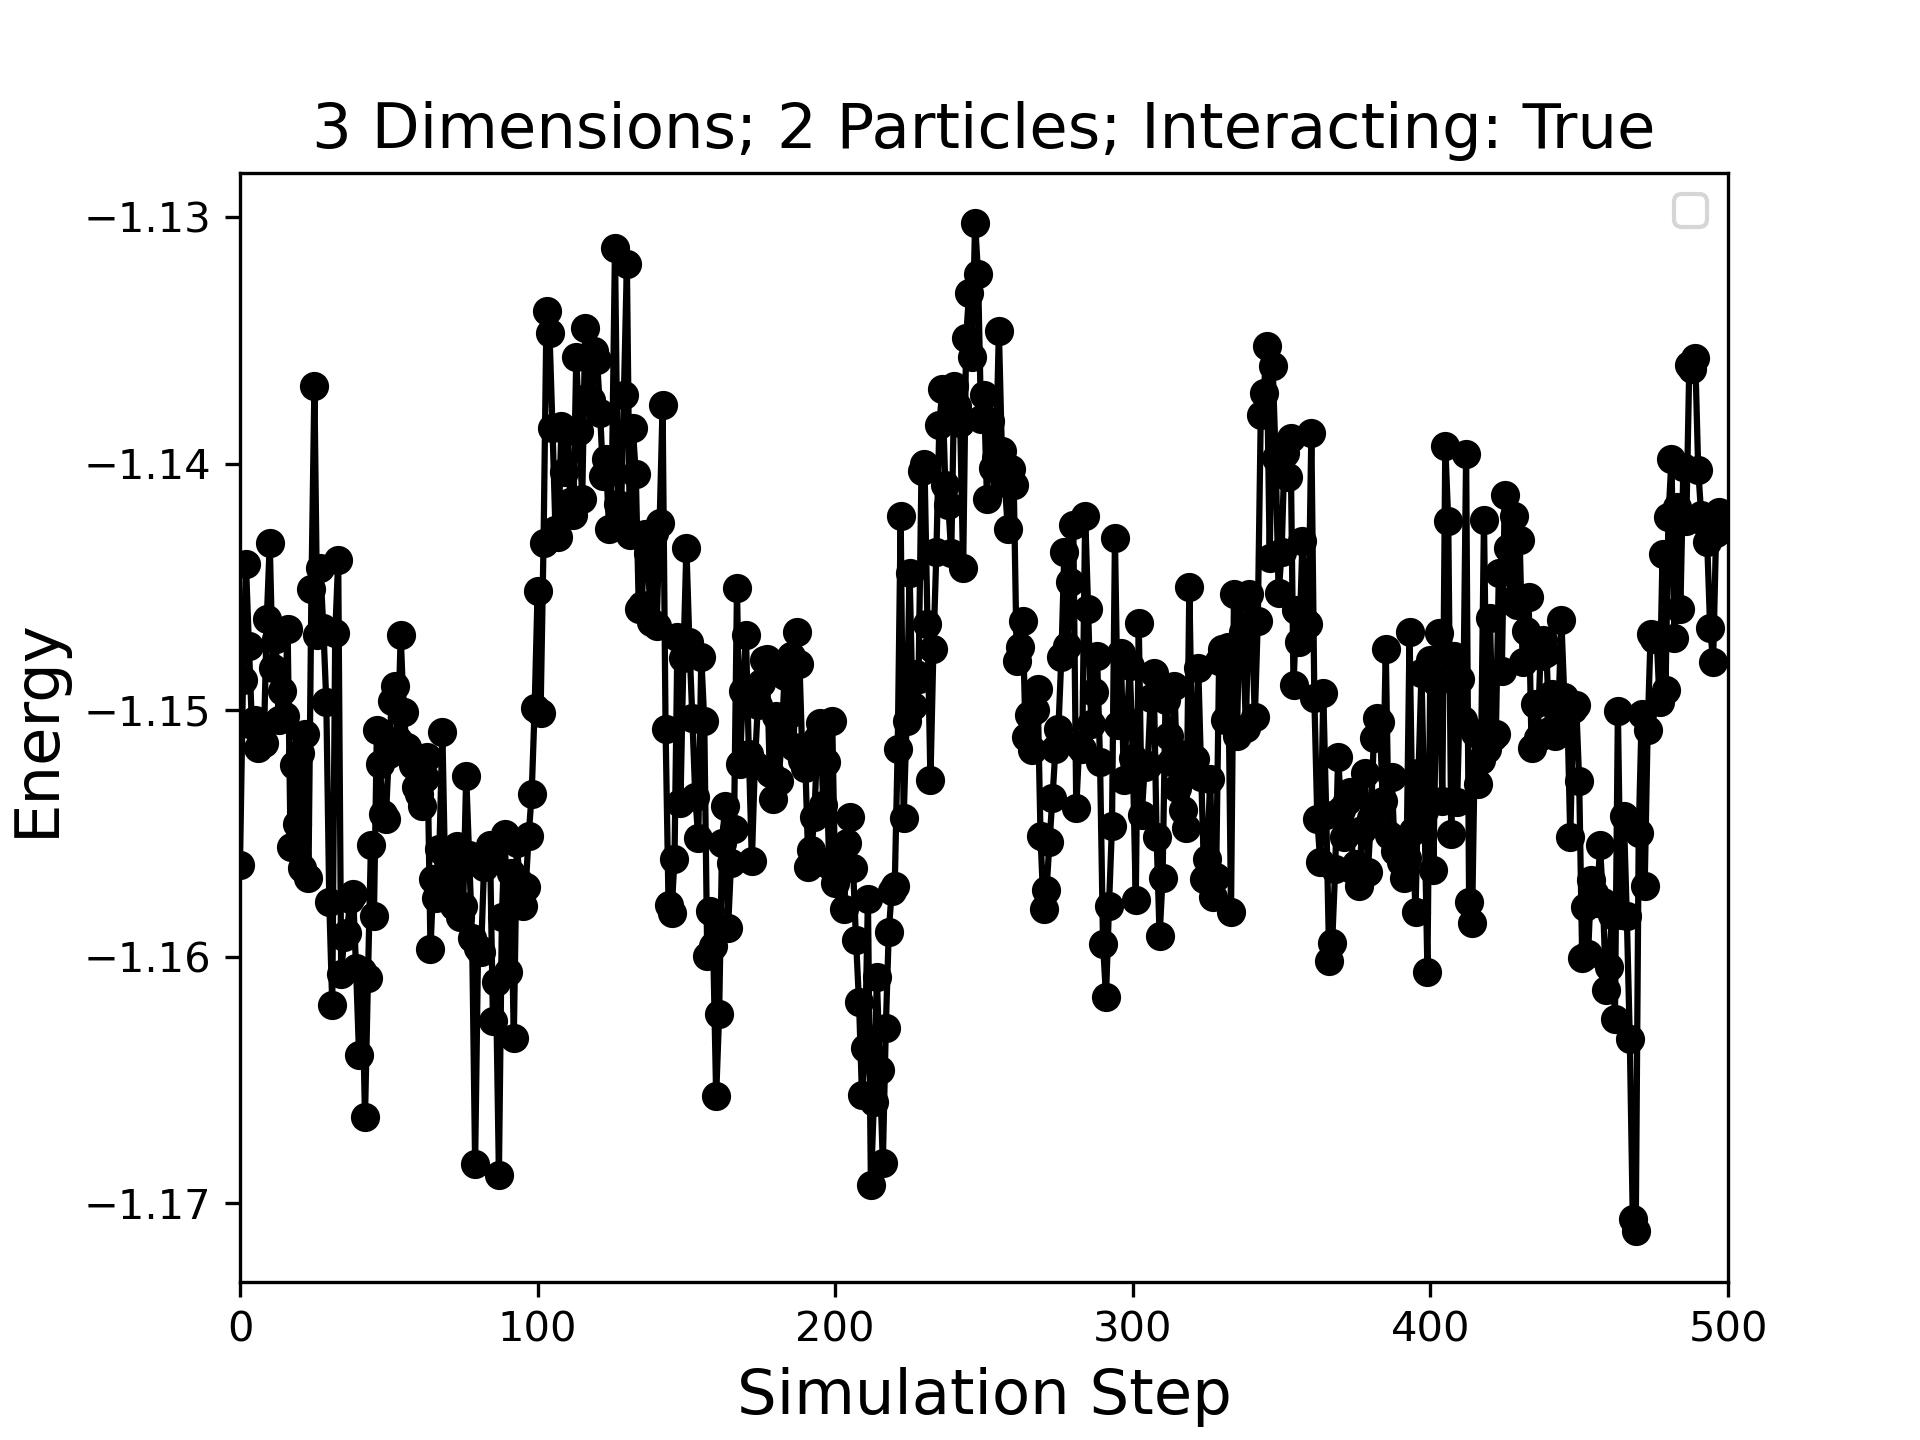 3 Dimensions; 2 Particles; Interacting: True
Energy
−1.13
−1.14
−1.15
−1.16
−1.17
0 100 200 300 400 500
Simulation Step